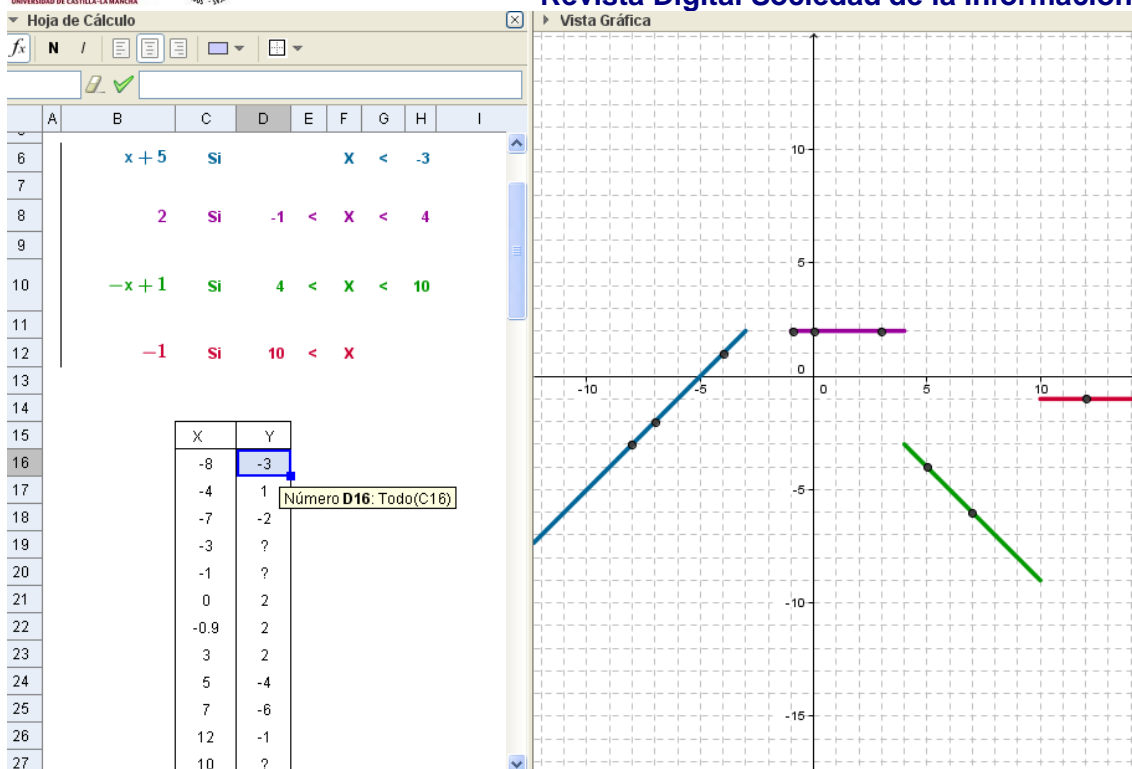 UNIVERSIDAD DE CASTILLA-LA MANCHA
Revista Digital Sociedad de la Información
Hoja de Cálculo
Vista Gráfica
fx N I
A B C D E F G H I
6 x + 5 Si X < -3
7
8 2 Si -1 < X < 4
9
10 −x + 1 Si 4 < X < 10
11
12 −1 Si 10 < X
13
14
15 X Y
16 -8 -3
17 -4 1
Número D16: Todo(C16)
18 -7 -2
19 -3 ?
20 -1 ?
21 0 2
22 -0.9 2
23 3 2
24 5 -4
25 7 -6
26 12 -1
27 10 ?
10
5
0
-10 -5 0 5 10
-5
-10
-15